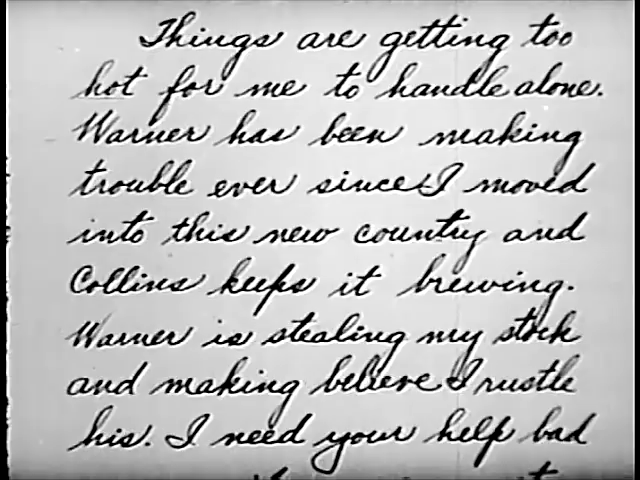 Things are getting too
hot for me to handle alone.
Warner has been making
trouble ever since I moved
into this new country and
Collins keeps it brewing.
Warner is stealing my stock
and making believe I rustle
his. I need your help bad